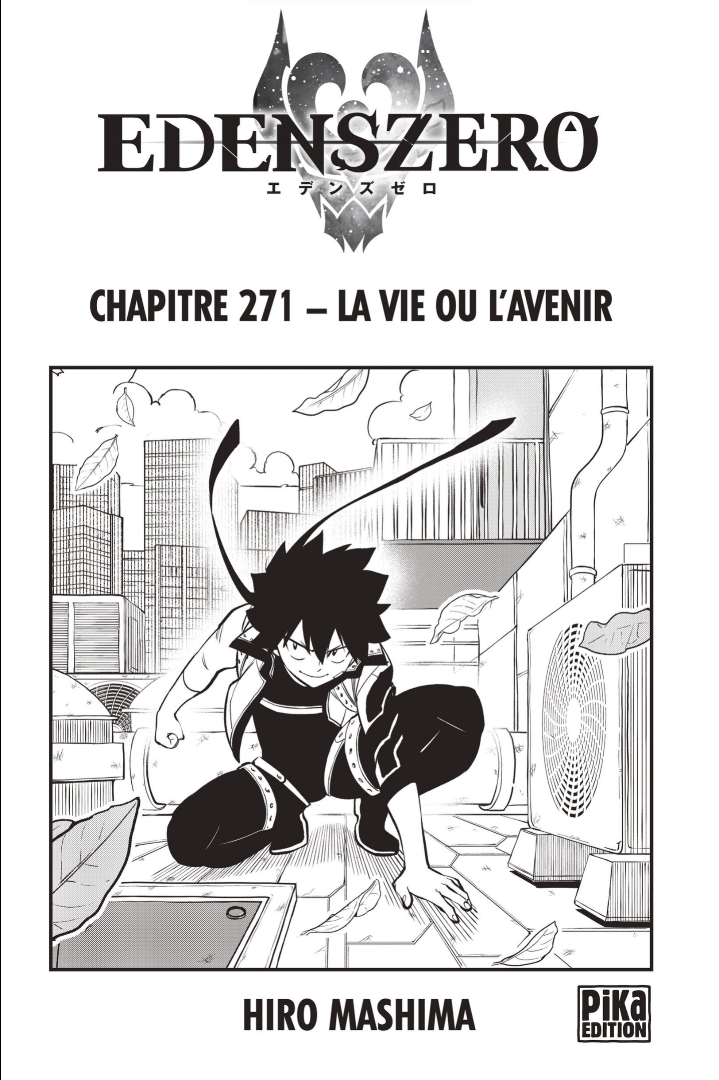 EDENSZERO
エデンズゼロ
CHAPITRE 271 – LA VIE OU L'AVENIR
HIRO MASHIMA
PiKa
EDITION